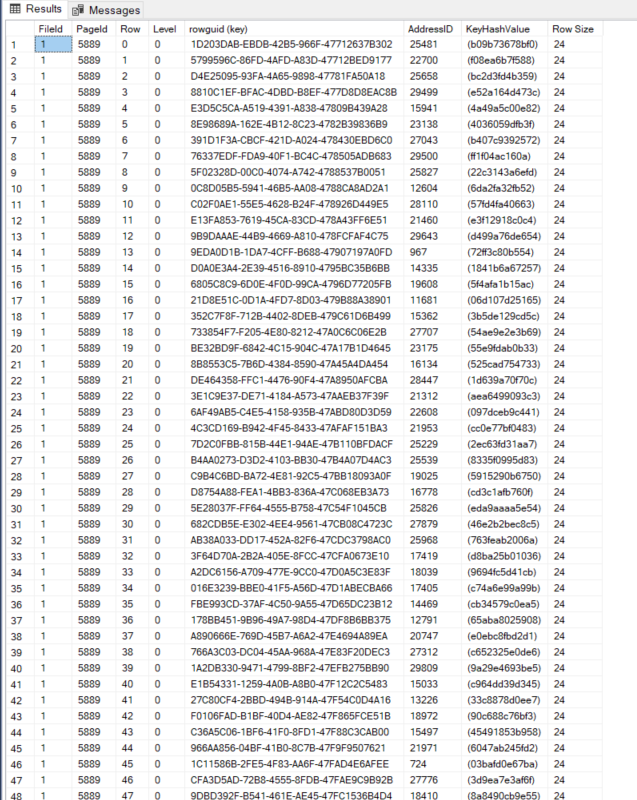 Results Messages
FileId PageId Row Level rowguid (key) AddressID KeyHashValue Row Size
1 1 5889 0 0 1D203DAB-EBDB-42B5-966F-47712637B302 25481 (b09b73678bf0) 24
2 1 5889 1 0 5799596C-86FD-4AFD-A83D-47712BED9177 22700 (f08ea6b7f588) 24
3 1 5889 2 0 D4E25095-93FA-4A65-9898-47781FA50A18 25658 (bc2d3fd4b359) 24
4 1 5889 3 0 8810C1EF-BFAC-4DBD-B8EF-477D8D8EAC8B 29499 (e52a164d473c) 24
5 1 5889 4 0 E3D5C5CA-A519-4391-A838-47809B439A28 15941 (4a49a5c00e82) 24
6 1 5889 5 0 8E98689A-162E-4B12-8C23-4782B39836B9 23138 (4036059dfb3f) 24
7 1 5889 6 0 391D1F3A-CBCF-421D-A024-478430EBD6C0 27043 (b407c9392572) 24
8 1 5889 7 0 76337EDF-FDA9-40F1-BC4C-478505ADB683 29500 (ff1f04ac160a) 24
9 1 5889 8 0 5F02328D-00C0-4074-A742-4788537B0051 25827 (22c3143a6efd) 24
10 1 5889 9 0 0C8D05B5-5941-46B5-AA08-4788CA8AD2A1 12604 (6da2fa32fb52) 24
11 1 5889 10 0 C02F0AE1-55E5-4628-B24F-478926D449E5 28110 (57fd4fa40663) 24
12 1 5889 11 0 E13FA853-7619-45CA-83CD-478A43FF6E51 21460 (e3f12918c0c4) 24
13 1 5889 12 0 9B9DAAAE-44B9-4669-A810-478FCFAF4C75 29643 (d499a76de654) 24
14 1 5889 13 0 9EDA0D1B-1DA7-4CFF-B688-47907197A0FD 967 (72ff3c80b554) 24
15 1 5889 14 0 D0A0E3A4-2E39-4516-8910-4795BC35B6BB 14335 (1841b6a67257) 24
16 1 5889 15 0 6805C8C9-6D0E-4F0D-99CA-4796D77205FB 19608 (5f4afa1b15ac) 24
17 1 5889 16 0 21D8E51C-0D1A-4FD7-8D03-479B88A38901 11681 (06d107d25165) 24
18 1 5889 17 0 352C7F8F-712B-4402-8DEB-479C61D6B499 15362 (3b5de129cd5c) 24
19 1 5889 18 0 733854F7-F205-4E80-8212-47A0C6C06E2B 27707 (54ae9e2e3b69) 24
20 1 5889 19 0 BE32BD9F-6842-4C15-904C-47A17B1D4645 23175 (55e9fdab0b33) 24
21 1 5889 20 0 8B8553C5-7B6D-4384-8590-47A45A4DA454 16134 (525cad754733) 24
22 1 5889 21 0 DE464358-FFC1-4476-90F4-47A8950AFCBA 28447 (1d639a70f70c) 24
23 1 5889 22 0 3E1C9E37-DE71-4184-A573-47AAEB37F39F 21312 (aea6499093c3) 24
24 1 5889 23 0 6AF49AB5-C4E5-4158-935B-47ABD80D3D59 22608 (097dceb9c441) 24
25 1 5889 24 0 4C3CD169-B942-4F45-8433-47AFAF151BA3 21953 (cc0e77bf0483) 24
26 1 5889 25 0 7D2C0FBB-815B-44E1-94AE-47B110BFDACF 25229 (2ec63fd31aa7) 24
27 1 5889 26 0 B4AA0273-D3D2-4103-BB30-47B4A07D4AC3 25539 (8335f0995d83) 24
28 1 5889 27 0 C9B4C6BD-BA72-4E81-92C5-47BB18093A0F 19025 (5915290b6750) 24
29 1 5889 28 0 D8754A88-FEA1-4BB3-836A-47C068EB3A73 16778 (cd3c1afb760f) 24
30 1 5889 29 0 5E28037F-FF64-4555-B758-47C54F1045CB 25826 (eda9aaaa5e54) 24
31 1 5889 30 0 682CDB5E-E302-4EE4-9561-47CB08C4723C 27879 (46e2b2bec8c5) 24
32 1 5889 31 0 AB38A033-DD17-452A-82F6-47CDC3798AC0 25968 (763feab2006a) 24
33 1 5889 32 0 3F64D70A-2B2A-405E-8FCC-47CFA0673E10 17419 (d8ba25b01036) 24
34 1 5889 33 0 A2DC6156-A709-477E-9CC0-47D0A5C3E83F 18039 (9694fc5d41cb) 24
35 1 5889 34 0 016E3239-BBE0-41F5-A56D-47D1ABECBA66 17405 (c74a6e99a99b) 24
36 1 5889 35 0 FBE993CD-37AF-4C50-9A55-47D65DC23B12 14469 (cb34579c0ea5) 24
37 1 5889 36 0 178BB451-9B96-49A7-98D4-47DF8B6BB375 12791 (65aba8025908) 24
38 1 5889 37 0 A890666E-769D-45B7-A6A2-47E4694A89EA 20747 (e0ebc8fbd2d1) 24
39 1 5889 38 0 766A3C03-DC04-45AA-968A-47E83F20DEC3 27312 (c652325e0de6) 24
40 1 5889 39 0 1A2DB330-9471-4799-8BF2-47EFB275BB90 29809 (9a29e4693be5) 24
41 1 5889 40 0 E1B54331-1259-4A0B-A8B0-47F12C2C5483 15033 (c964dd39d345) 24
42 1 5889 41 0 27C80CF4-2BBD-494B-914A-47F54C0D4A16 13226 (33c8878d0ee7) 24
43 1 5889 42 0 F0106FAD-B1BF-40D4-AE82-47F865FCE51B 18972 (90c688c76bf3) 24
44 1 5889 43 0 C36A5C06-1BF6-41F0-8FD1-47F88C3CAB00 15497 (45491853b958) 24
45 1 5889 44 0 966AA856-04BF-41B0-8C7B-47F9F9507621 21971 (6047ab245fd2) 24
46 1 5889 45 0 1C11586B-2FE5-4F83-AA6F-47FAD4E6AFEE 724 (03bafd0e67ba) 24
47 1 5889 46 0 CFA3D5AD-72B8-4555-8FDB-47FAE9C9B92B 27776 (3d9ea7e3af6f) 24
48 1 5889 47 0 9DBD392F-B541-461E-AE45-47FC1536B4D4 18410 (8a8490cb9e55) 24